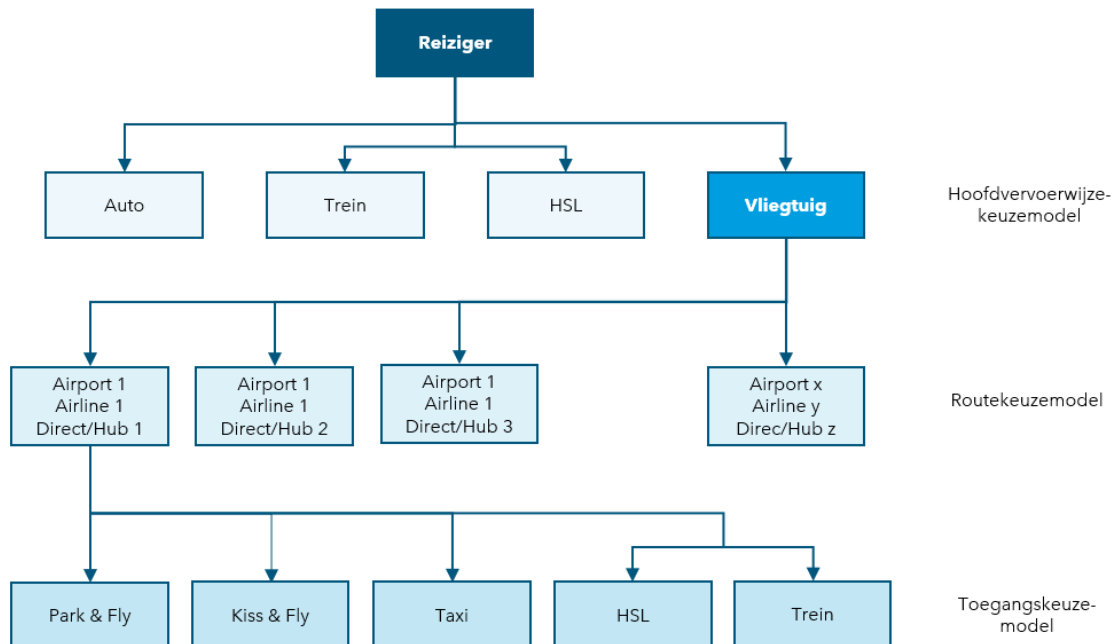 Reiziger
Auto
Trein
HSL
Vliegtuig
Hoofdvervoerwijze-
keuzemodel
Airport 1
Airline 1
Direct/Hub 1
Airport 1
Airline 1
Direct/Hub 2
Airport 1
Airline 1
Direct/Hub 3
Airport x
Airline y
Direc/Hub z
Routekeuzemodel
Park & Fly
Kiss & Fly
Taxi
HSL
Trein
Toegangskeuze-
model